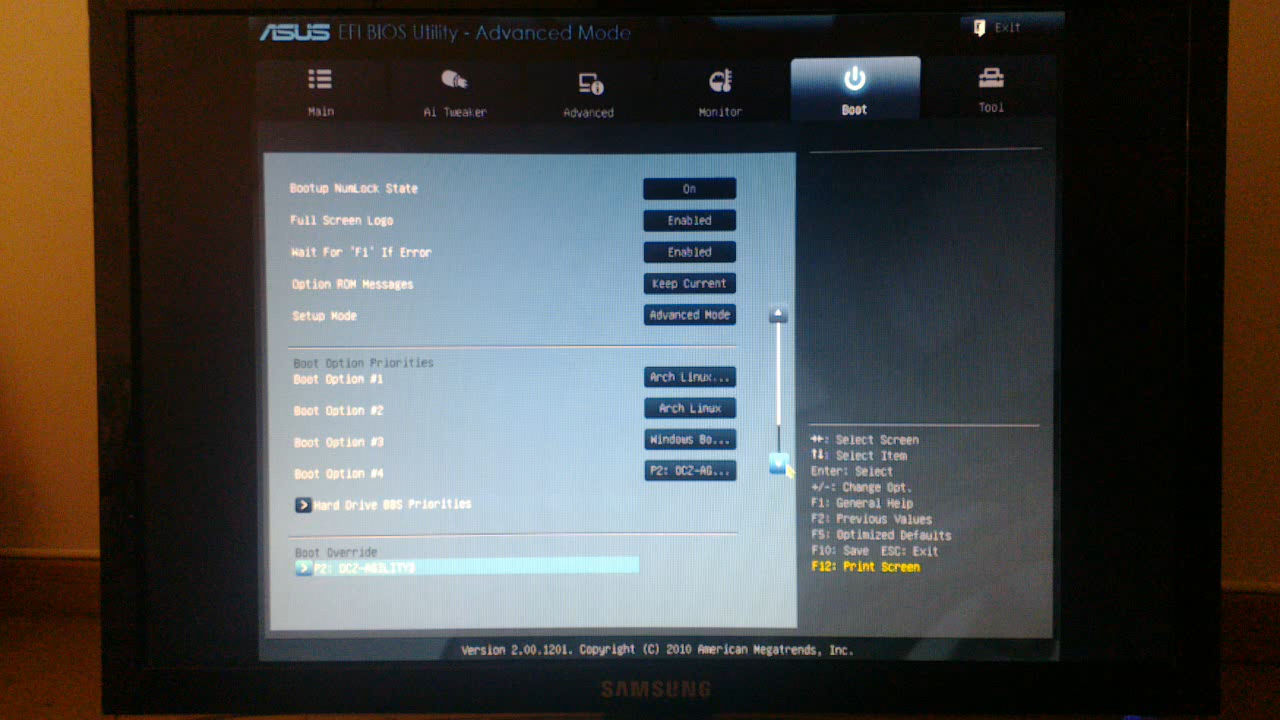 ASUS EFI BIOS Utility - Advanced Mode
Exit
Main
Ai Tweaker
Advanced
Monitor
Boot
Tool
Bootup NumLock State On
Full Screen Logo Enabled
Wait For 'F1' If Error Enabled
Option ROM Messages Keep Current
Setup Mode Advanced Mode
Boot Option Priorities
Boot Option #1 Arch Linux...
Boot Option #2 Arch Linux
Boot Option #3 Windows Bo...
Boot Option #4 P2: OCZ-AG...
> Hard Drive BBS Priorities
Boot Override
> P2: OCZ-AGILITY3
→←: Select Screen
↑↓: Select Item
Enter: Select
+/-: Change Opt.
F1: General Help
F2: Previous Values
F5: Optimized Defaults
F10: Save ESC: Exit
F12: Print Screen
Version 2.00.1201. Copyright (C) 2010 American Megatrends, Inc.
SAMSUNG